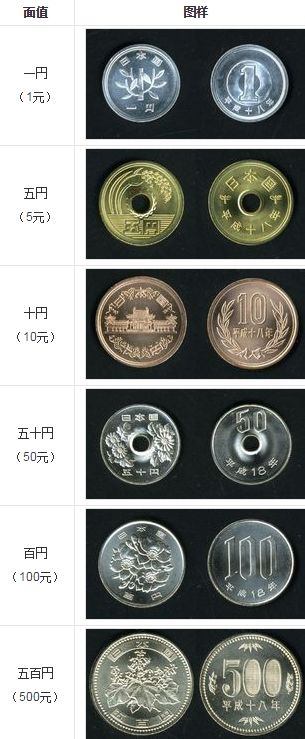 面值
图样
一円
（1元）
日本国
一円
1
平成十八年
五円
（5元）
五円
日本国
平成十八年
十円
（10元）
日本国
十円
10
平成十八年
五十円
（50元）
日本国
五十円
50
平成18年
百円
（100元）
日本国
百円
100
平成18年
五百円
（500元）
日本国
五百円
500
平成十八年